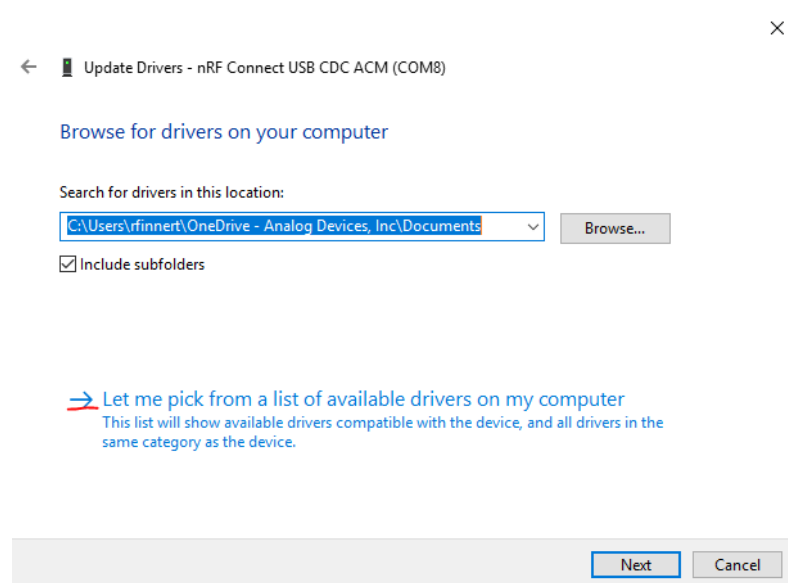 Update Drivers - nRF Connect USB CDC ACM (COM8)
Browse for drivers on your computer
Search for drivers in this location:
C:\Users\rfinnert\OneDrive - Analog Devices, Inc\Documents
Browse...
Include subfolders
Let me pick from a list of available drivers on my computer
This list will show available drivers compatible with the device, and all drivers in the
same category as the device.
Next
Cancel